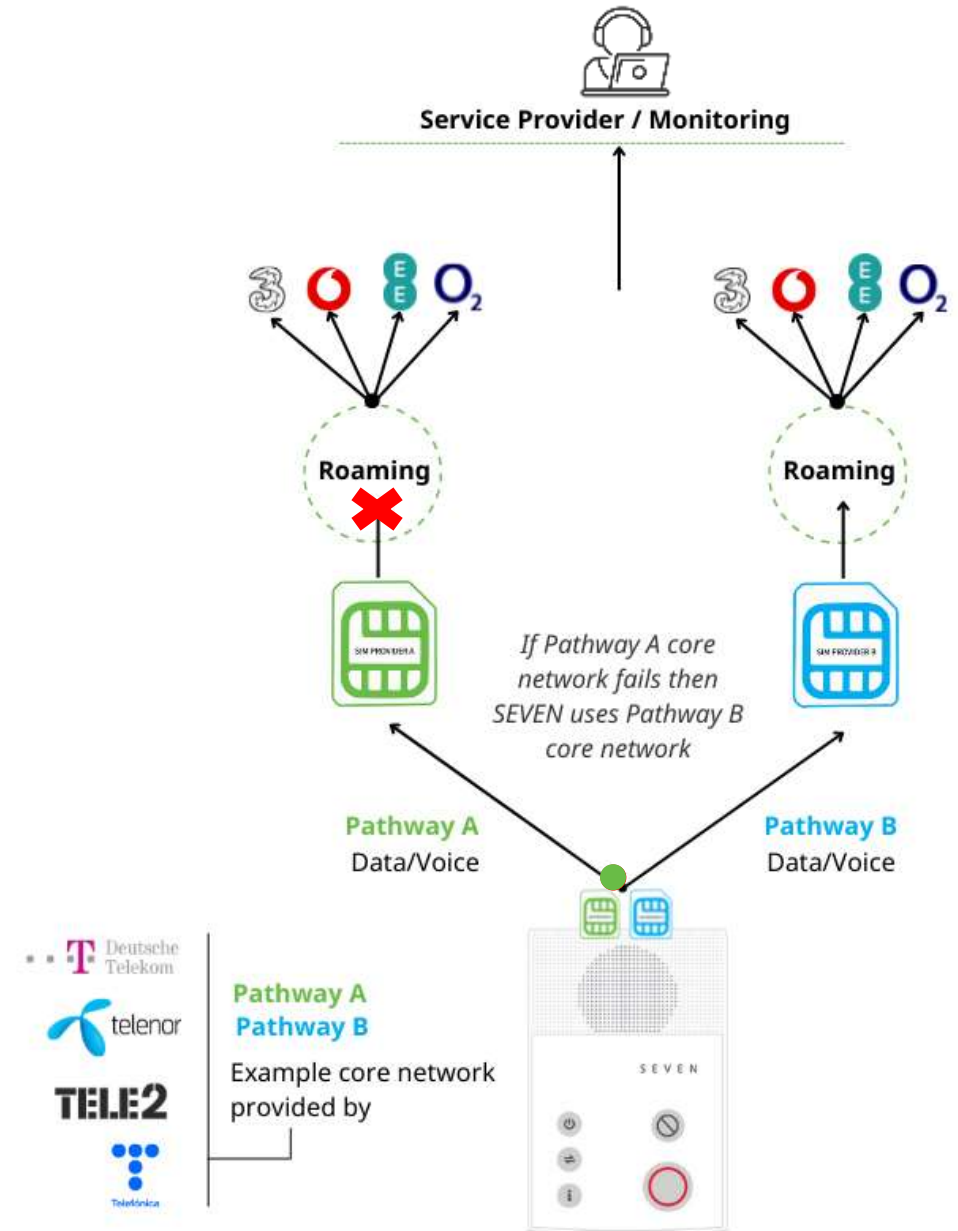 Service Provider / Monitoring
3
E
E
O2
3
E
E
O2
Roaming
Roaming
SIM PROVIDER A
SIM PROVIDER B
If Pathway A core
network fails then
SEVEN uses Pathway B
core network
Pathway A
Data/Voice
Pathway B
Data/Voice
T Deutsche
Telekom
telenor
TELE2
Telefónica
Pathway A
Pathway B
Example core network
provided by
SEVEN
i